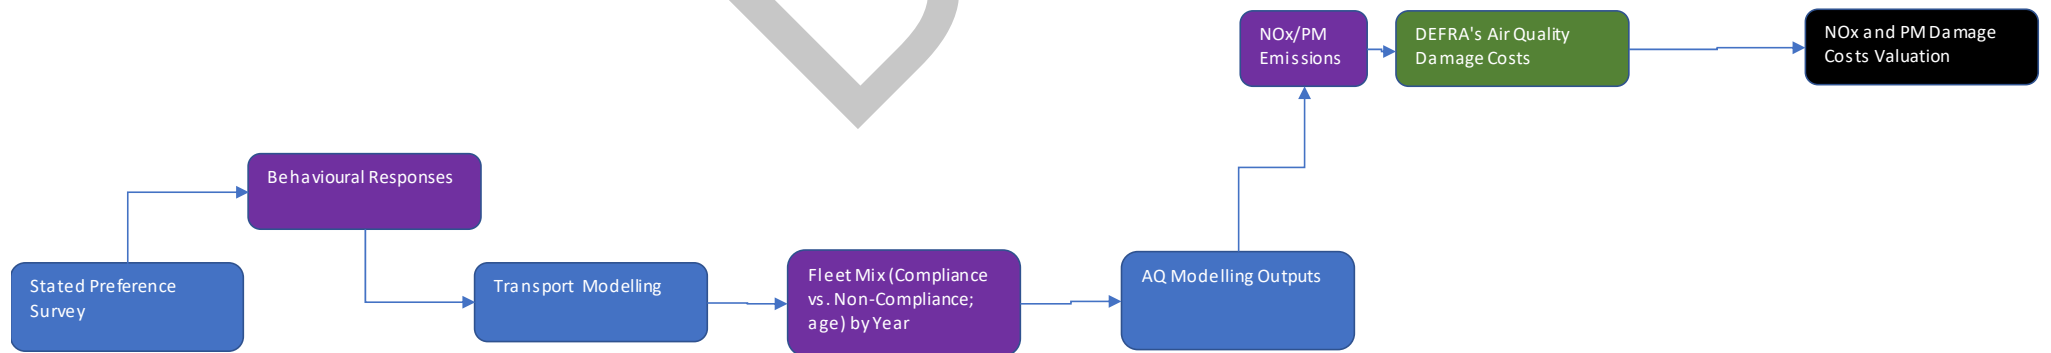 Stated Preference
Survey
Behavioural Responses
Transport Modelling
Fleet Mix (Compliance
vs. Non-Compliance;
age) by Year
AQ Modelling Outputs
NOx/PM
Emissions
DEFRA's Air Quality
Damage Costs
NOx and PM Damage
Costs Valuation